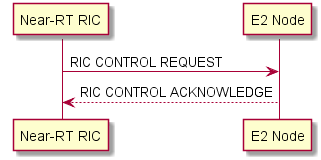 Near-RT RIC
E2 Node
RIC CONTROL REQUEST
RIC CONTROL ACKNOWLEDGE
Near-RT RIC
E2 Node